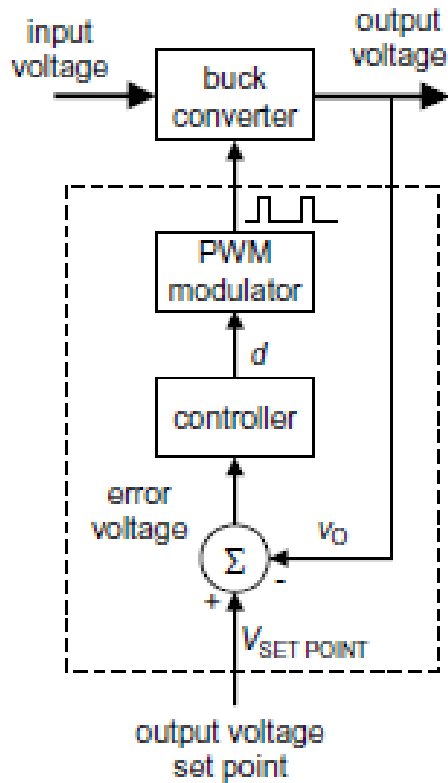 input
voltage
output
voltage
buck
converter
PWM
modulator
d
controller
error
voltage
Σ
vO
+
-
VSET POINT
output voltage
set point